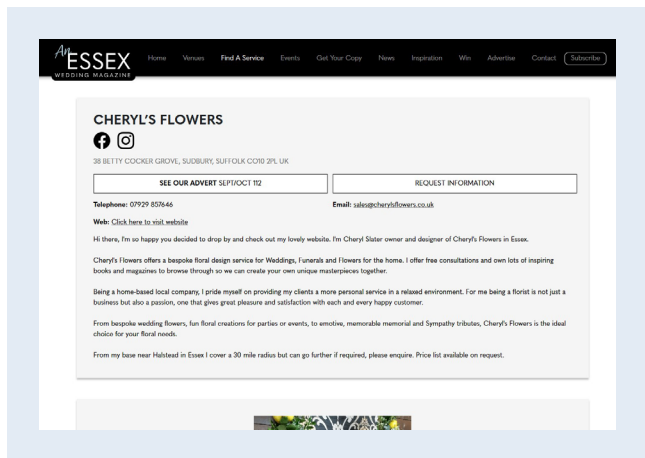 An
ESSEX
WEDDING MAGAZINE
Home Venues Find A Service Events Get Your Copy News Inspiration Win Advertise Contact Subscribe
CHERYL'S FLOWERS
38 BETTY COCKER GROVE, SUDBURY, SUFFOLK CO10 2PL UK
SEE OUR ADVERT SEPT/OCT 112
REQUEST INFORMATION
Telephone: 07929 857646
Email: sales@cherylsflowers.co.uk
Web: Click here to visit website
Hi there, I'm so happy you decided to drop by and check out my lovely website. I'm Cheryl Slater owner and designer of Cheryl's Flowers in Essex.
Cheryl's Flowers offers a bespoke floral design service for Weddings, Funerals and Flowers for the home. I offer free consultations and own lots of inspiring
books and magazines to browse through so we can create your own unique masterpieces together.
Being a home-based local company, I pride myself on providing my clients a more personal service in a relaxed environment. For me being a florist is not just a
business but also a passion, one that gives great pleasure and satisfaction with each and every happy customer.
From bespoke wedding flowers, fun floral creations for parties or events, to emotive, memorable memorial and Sympathy tributes, Cheryl's Flowers is the ideal
choice for your floral needs.
From my base near Halstead in Essex I cover a 30 mile radius but can go further if required, please enquire. Price list available on request.